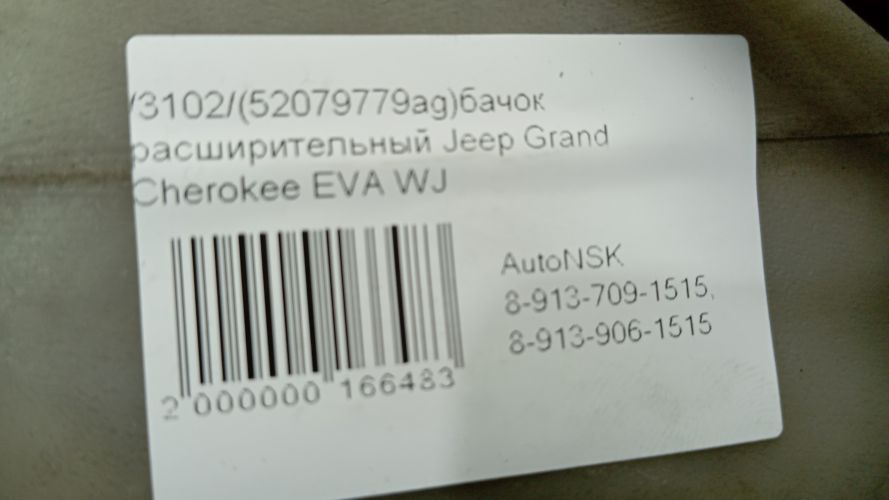 /3102/(52079779ag)бачок
расширительный Jeep Grand
Cherokee EVA WJ
AutoNSK
8-913-709-1515,
8-913-906-1515
2 000000 166483